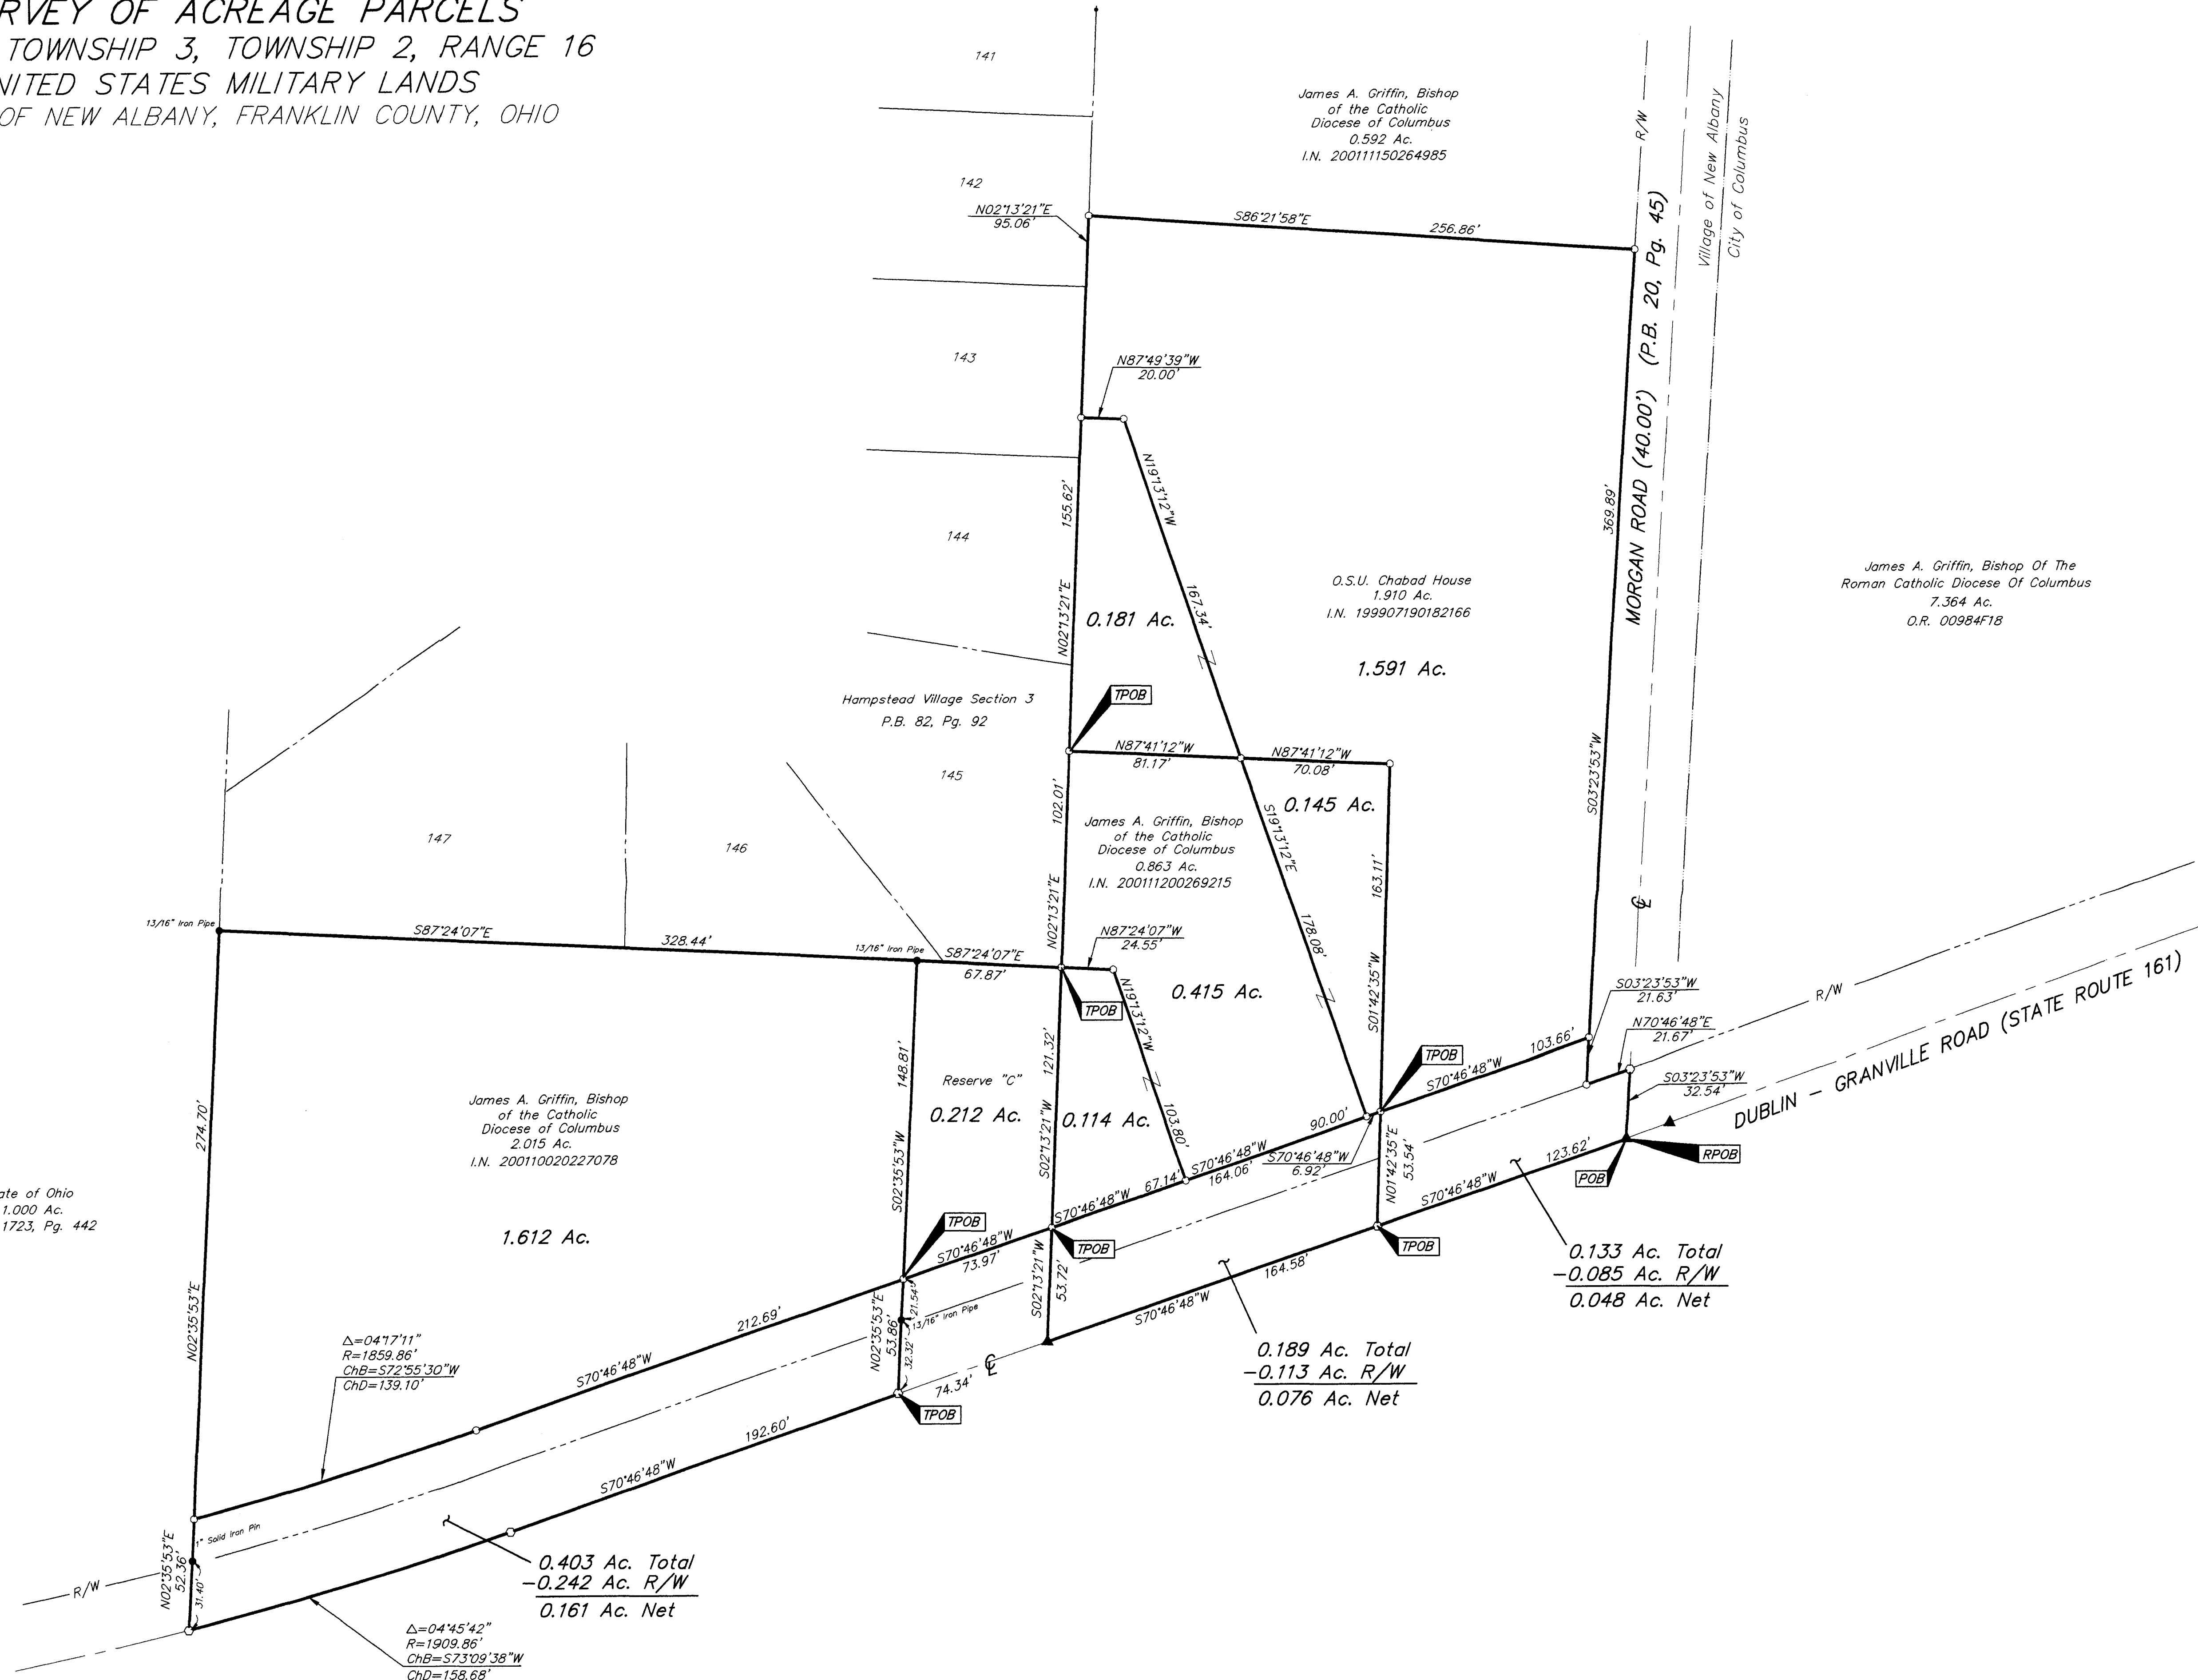 RVEY OF ACREAGE PARCELS
TOWNSHIP 3, TOWNSHIP 2, RANGE 16
NITED STATES MILITARY LANDS
OF NEW ALBANY, FRANKLIN COUNTY, OHIO
141
142
N02°13'21"E
95.06'
James A. Griffin, Bishop
of the Catholic
Diocese of Columbus
0.592 Ac.
I.N. 200111150264985
S86°21'58"E
256.86'
R/W
MORGAN ROAD (40.00') (P.B. 20, Pg. 45)
Village of New Albany
City of Columbus
143
N87°49'39"W
20.00'
144
155.62'
N02°13'21"E
N19°13'12"W
167.34'
0.181 Ac.
O.S.U. Chabad House
1.910 Ac.
I.N. 199907190182166
1.591 Ac.
369.89'
S03°23'53"W
James A. Griffin, Bishop Of The
Roman Catholic Diocese Of Columbus
7.364 Ac.
O.R. 00984F18
Hampstead Village Section 3
P.B. 82, Pg. 92
TPOB
N87°41'12"W
81.17'
N87°41'12"W
70.08'
145
102.01'
N02°13'21"E
0.145 Ac.
James A. Griffin, Bishop
of the Catholic
Diocese of Columbus
0.863 Ac.
I.N. 200111200269215
S19°13'12"E
178.08'
163.11'
S01°42'35"W
147
146
13/16" Iron Pipe
S87°24'07"E
328.44'
13/16" Iron Pipe
S87°24'07"E
67.87'
N87°24'07"W
24.55'
TPOB
0.415 Ac.
N19°13'12"W
103.80'
℄
S03°23'53"W
21.63'
N70°46'48"E
21.67'
R/W
DUBLIN - GRANVILLE ROAD (STATE ROUTE 161)
274.70'
N02°35'53"E
James A. Griffin, Bishop
of the Catholic
Diocese of Columbus
2.015 Ac.
I.N. 200110020227078
1.612 Ac.
148.81'
S02°35'53"W
Reserve "C"
0.212 Ac.
121.32'
S02°13'21"W
0.114 Ac.
TPOB
103.66'
S70°46'48"W
S03°23'53"W
32.54'
90.00'
S70°46'48"W
164.06'
S70°46'48"W
6.92'
N01°42'35"E
53.54'
67.14'
S70°46'48"W
123.62'
S70°46'48"W
POB
RPOB
ate of Ohio
1.000 Ac.
1723, Pg. 442
TPOB
S70°46'48"W
73.97'
TPOB
TPOB
S02°13'21"W
53.72'
164.58'
S70°46'48"W
0.133 Ac. Total
-0.085 Ac. R/W
0.048 Ac. Net
212.69'
S70°46'48"W
N02°35'53"E
53.86'
21.54'
32.32'
13/16" Iron Pipe
Δ=04°17'11"
R=1859.86'
ChB=S72°55'30"W
ChD=139.10'
0.189 Ac. Total
-0.113 Ac. R/W
0.076 Ac. Net
℄
74.34'
TPOB
192.60'
S70°46'48"W
1" Solid Iron Pin
N02°35'53"E
52.36'
31.40'
R/W
0.403 Ac. Total
-0.242 Ac. R/W
0.161 Ac. Net
Δ=04°45'42"
R=1909.86'
ChB=S73°09'38"W
ChD=158.68'